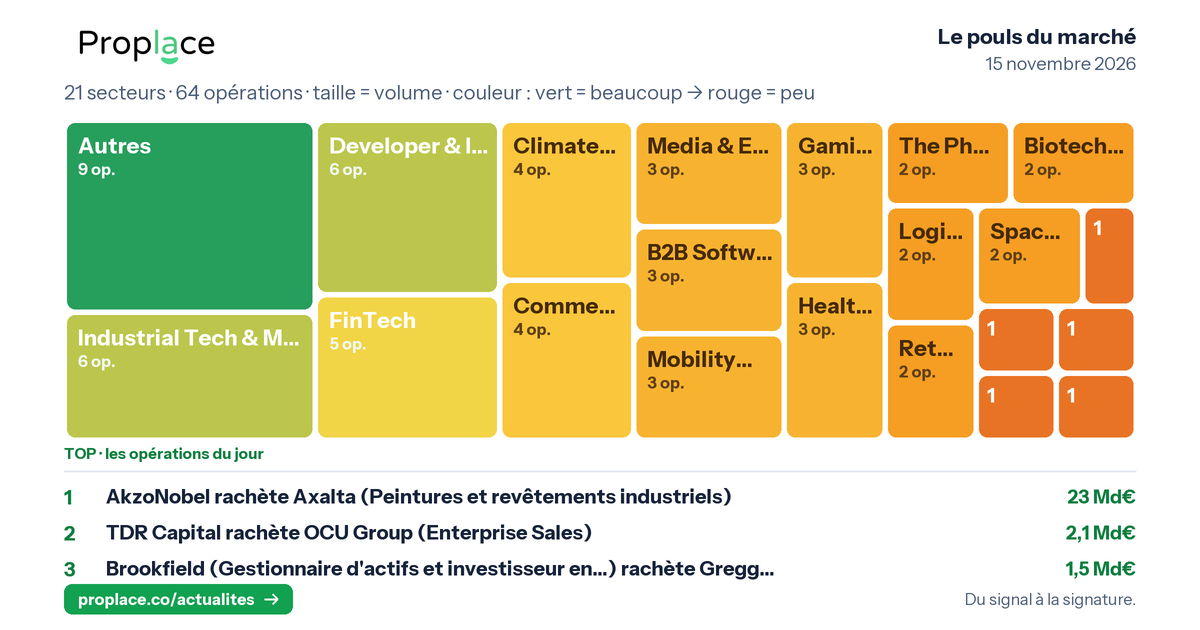 Proplace
Le pouls du marché
15 novembre 2026
21 secteurs · 64 opérations · taille = volume · couleur : vert = beaucoup → rouge = peu
Autres
9 op.
Developer & I...
6 op.
Climate...
4 op.
Media & E...
3 op.
Gami...
3 op.
The Ph...
2 op.
Biotech...
2 op.
Logi...
2 op.
Spac...
2 op.
1
B2B Softw...
3 op.
Industrial Tech & M...
6 op.
FinTech
5 op.
Comme...
4 op.
Healt...
3 op.
1
1
Mobility...
3 op.
Ret...
2 op.
1
1
TOP · les opérations du jour
1 AkzoNobel rachète Axalta (Peintures et revêtements industriels) 23 Md€
2 TDR Capital rachète OCU Group (Enterprise Sales) 2,1 Md€
3 Brookfield (Gestionnaire d'actifs et investisseur en...) rachète Gregg... 1,5 Md€
proplace.co/actualites →
Du signal à la signature.